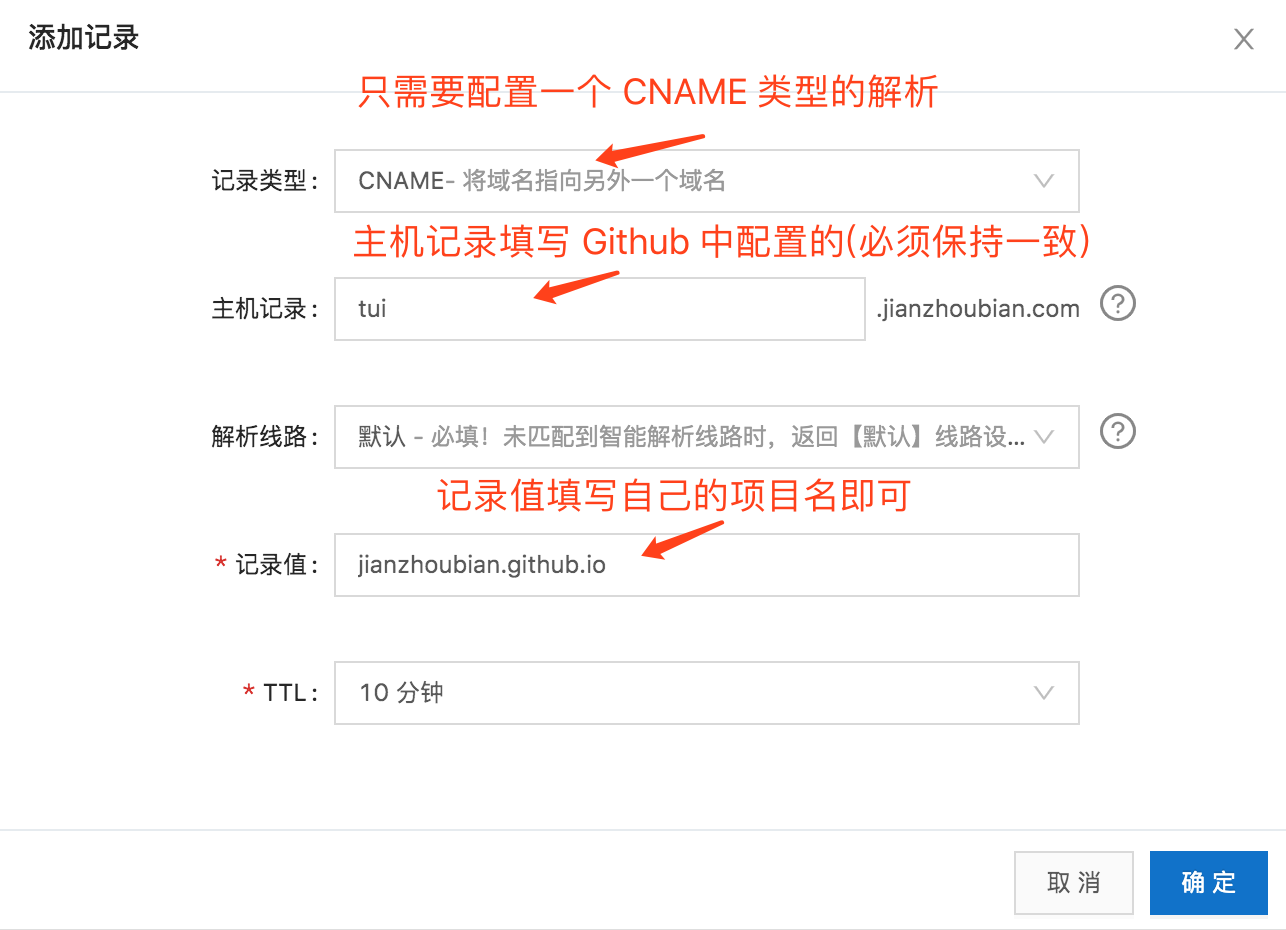 添加记录
只需要配置一个 CNAME 类型的解析
记录类型: CNAME- 将域名指向另外一个域名
主机记录填写 Github 中配置的(必须保持一致)
主机记录: tui .jianzhoubian.com ?
解析线路: 默认 - 必填！未匹配到智能解析线路时，返回【默认】线路设... ?
记录值填写自己的项目名即可
* 记录值: jianzhoubian.github.io
* TTL: 10 分钟
取 消 确 定